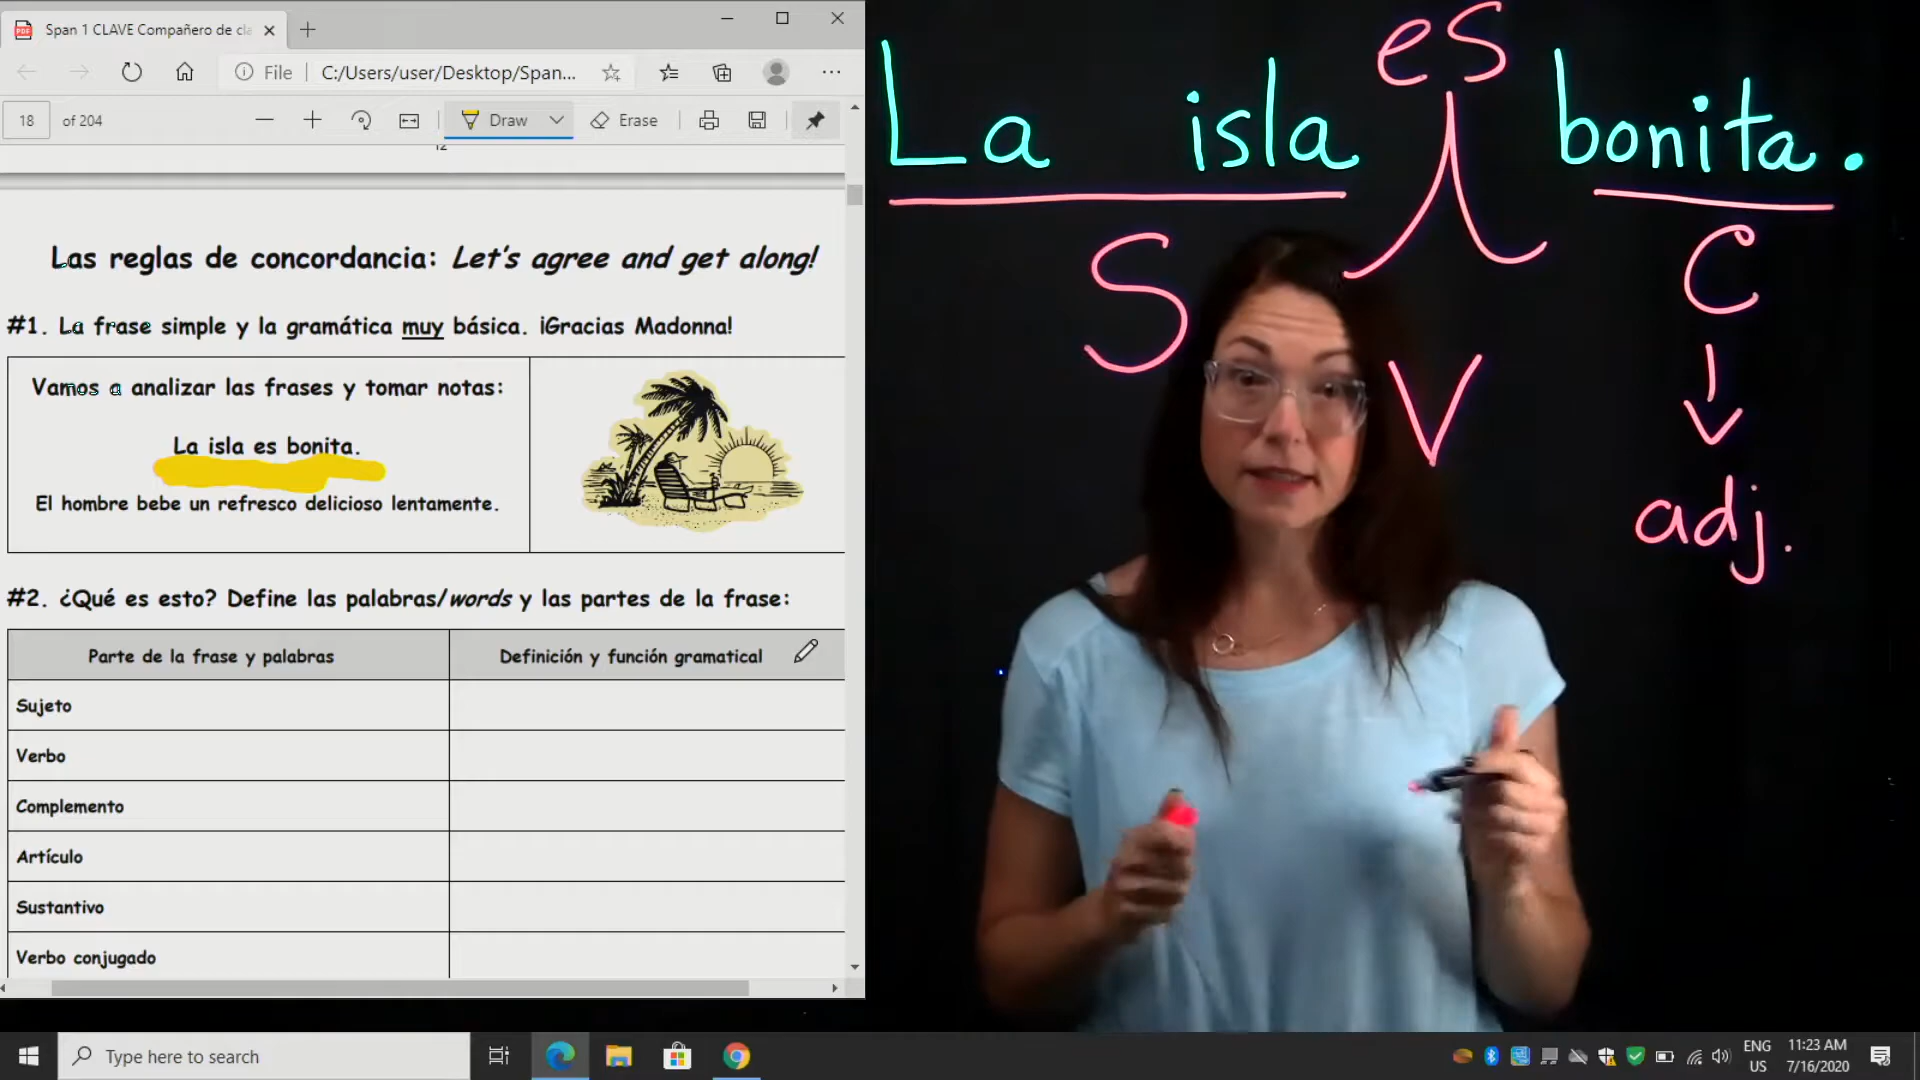 Span 1 CLAVE Compañero de cla
File C:/Users/user/Desktop/Span...
18 of 204 Draw Erase
12
Las reglas de concordancia: Let's agree and get along!
#1. La frase simple y la gramática muy básica. ¡Gracias Madonna!
Vamos a analizar las frases y tomar notas:
La isla es bonita.
El hombre bebe un refresco delicioso lentamente.
#2. ¿Qué es esto? Define las palabras/words y las partes de la frase:
Parte de la frase y palabras Definición y función gramatical
Sujeto
Verbo
Complemento
Artículo
Sustantivo
Verbo conjugado
La isla es bonita.
S V C
adj.
Type here to search
ENG
US
11:23 AM
7/16/2020